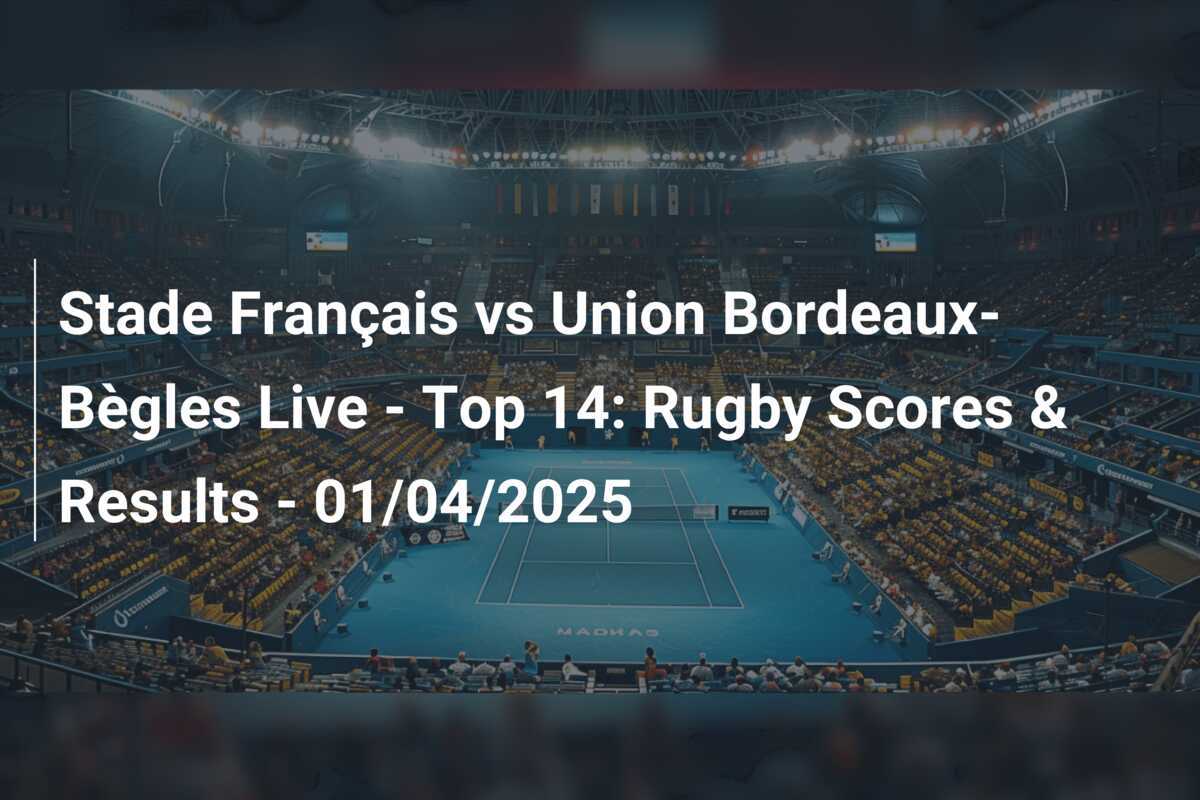 Stade Français vs Union Bordeaux-
Bègles Live - Top 14: Rugby Scores &
Results - 01/04/2025